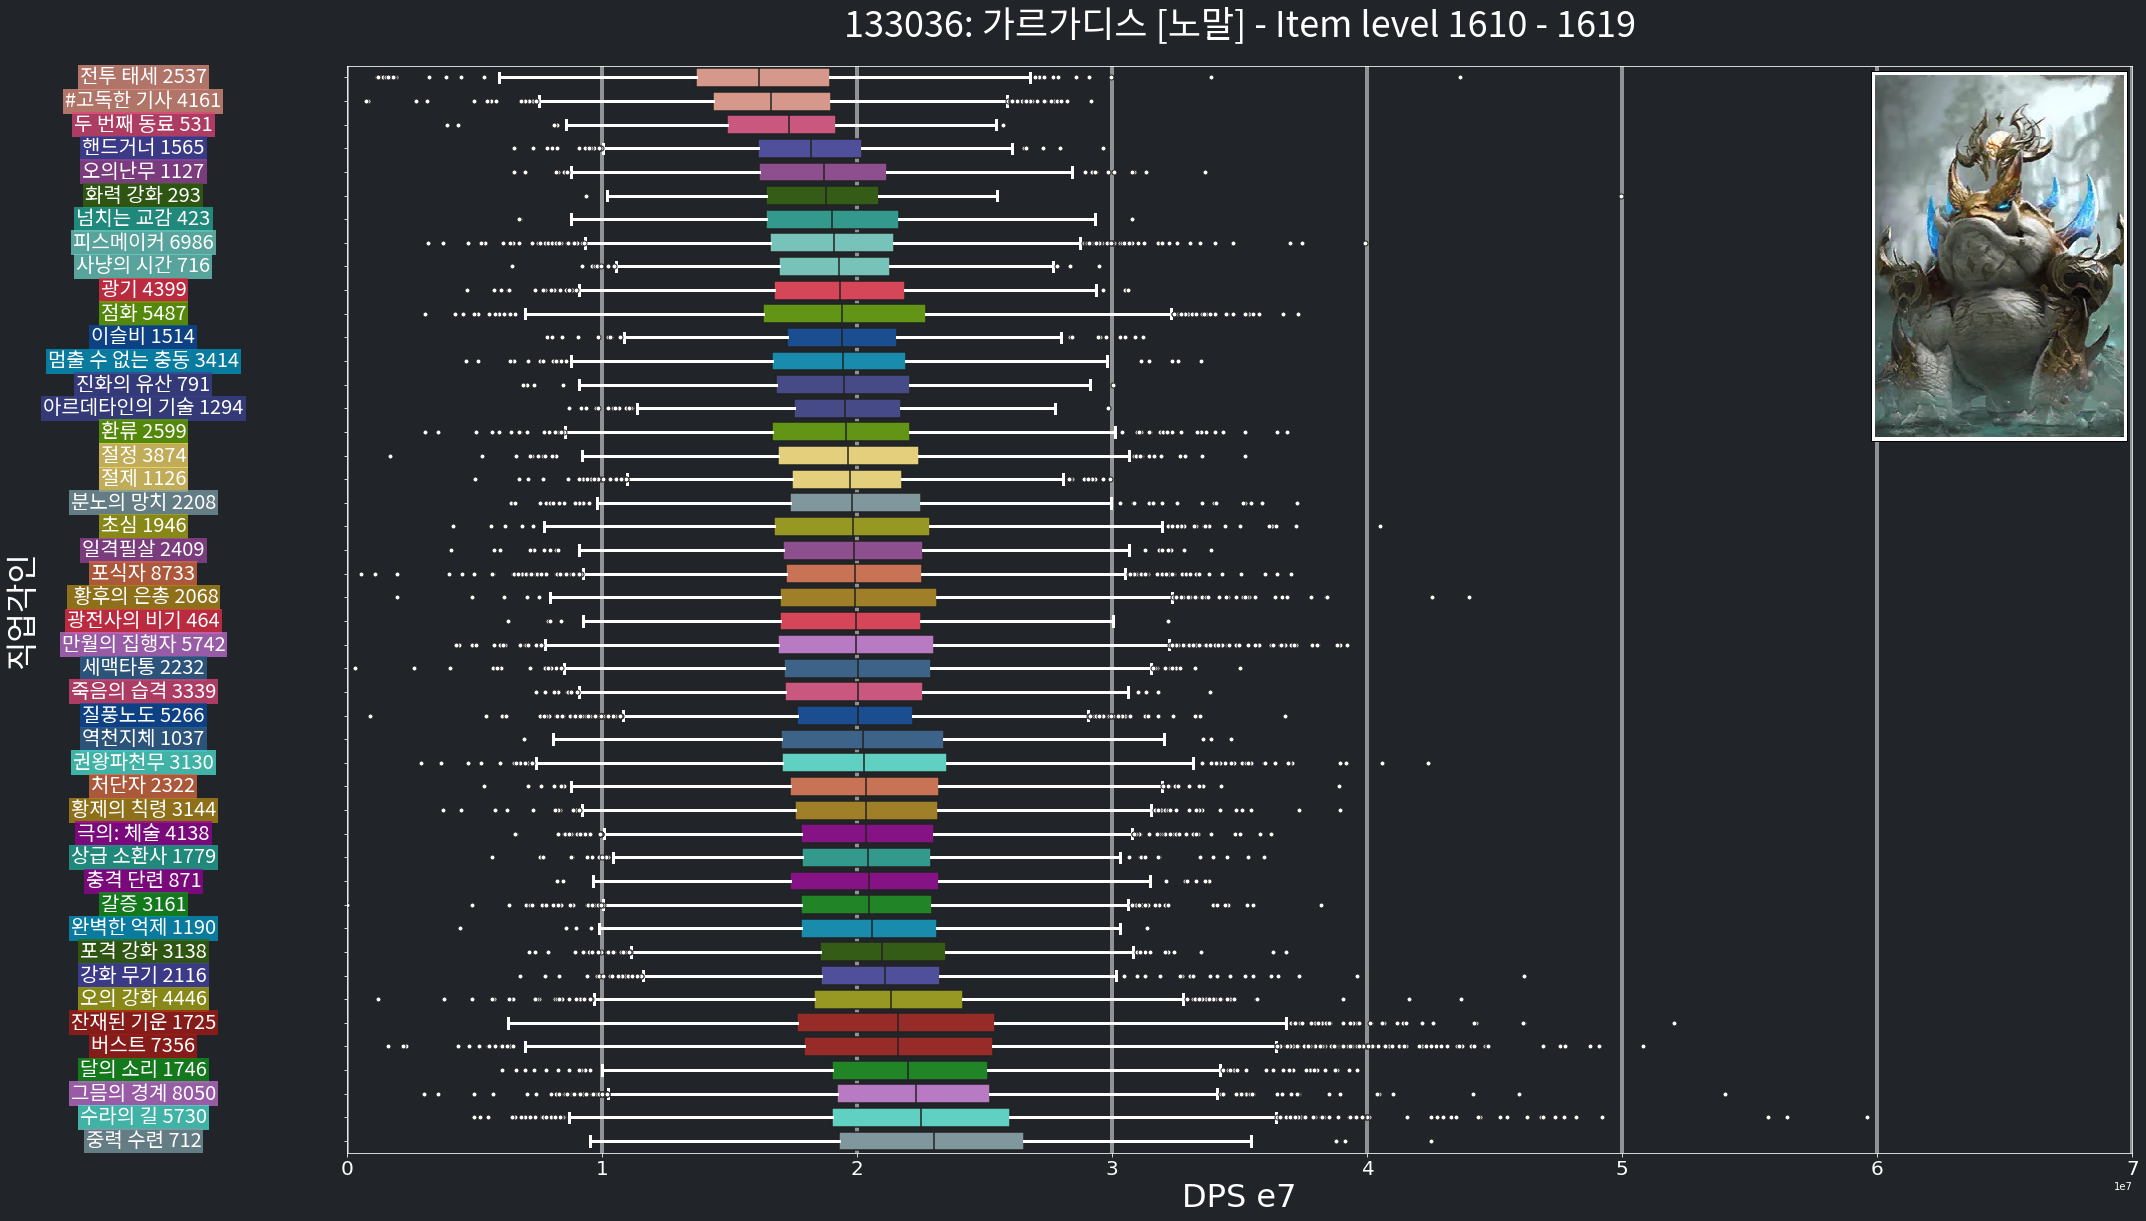 133036: 가르가디스 [노말] - Item level 1610 - 1619
전투 태세 2537
#고독한 기사 4161
두 번째 동료 531
핸드거너 1565
오의난무 1127
화력 강화 293
넘치는 교감 423
피스메이커 6986
사냥의 시간 716
광기 4399
점화 5487
이슬비 1514
멈출 수 없는 충동 3414
진화의 유산 791
아르데타인의 기술 1294
환류 2599
절정 3874
절제 1126
분노의 망치 2208
초심 1946
일격필살 2409
포식자 8733
황후의 은총 2068
광전사의 비기 464
만월의 집행자 5742
세맥타통 2232
죽음의 습격 3339
질풍노도 5266
역천지체 1037
권왕파천무 3130
처단자 2322
황제의 칙령 3144
극의: 체술 4138
상급 소환사 1779
충격 단련 871
갈증 3161
완벽한 억제 1190
포격 강화 3138
강화 무기 2116
오의 강화 4446
잔재된 기운 1725
버스트 7356
달의 소리 1746
그믐의 경계 8050
수라의 길 5730
중력 수련 712
직업각인
0 1 2 3 4 5 6 7
DPS e7
1e7